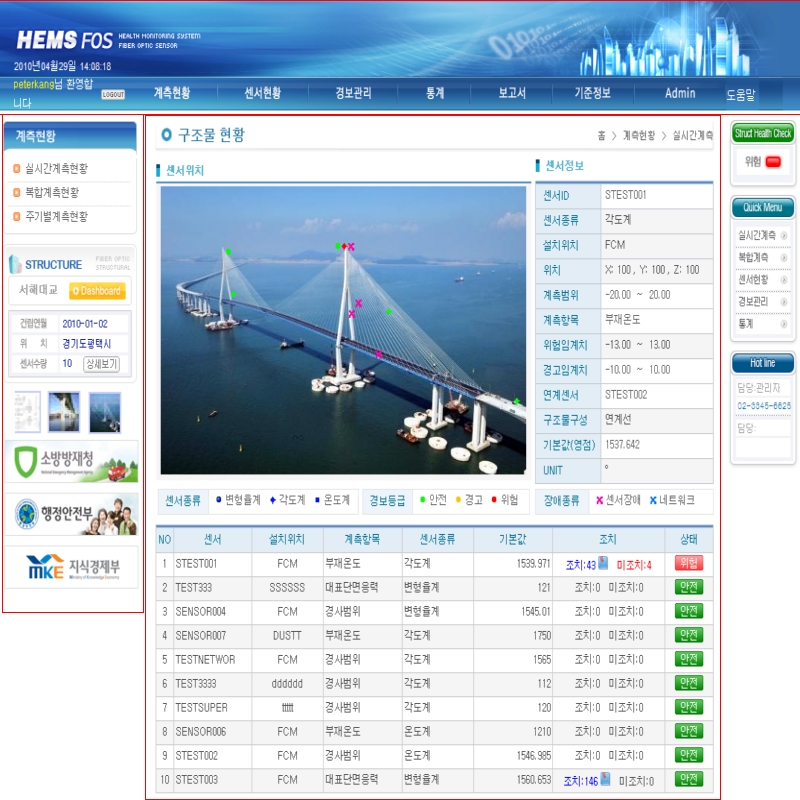 HEMS FOS HEALTH MONITORING SYSTEM
FIBER OPTIC SENSOR
2010년04월29일 14:08:18
peterkang님 환영합
니다
LOGOUT
계측현황 센서현황 경보관리 통계 보고서 기준정보 Admin 도움말
계측현황
실시간계측현황
복합계측현황
주기별계측현황
STRUCTURE FIBER OPTIC
STRUCTURAL
서해대교 Dashboard
건립연월 2010-01-02
위 치 경기도평택시
센서수량 10 상세보기
소방방재청
National Emergency Management Agency
행정안전부
MKE 지식경제부
Ministry of Knowledge Economy
구조물 현황
홈 > 계측현황 > 실시간계측
센서위치
센서정보
센서ID STEST001
센서종류 각도계
설치위치 FCM
위치 X: 100 , Y: 100 , Z: 100
계측범위 -20.00 ~ 20.00
계측항목 부재온도
위험임계치 -13.00 ~ 13.00
경고임계치 -10.00 ~ 10.00
연계센서 STEST002
구조물구성 연계선
기본값(영점) 1537.642
UNIT °
센서종류 변형율계 각도계 온도계
경보등급 안전 경고 위험
장애종류 센서장애 네트워크
NO 센서 설치위치 계측항목 센서종류 기본값 조치 상태
1 STEST001 FCM 부재온도 각도계 1539.971 조치:43 미조치:4 위험
2 TEST333 SSSSSS 대표단면응력 변형율계 121 조치:0 미조치:0 안전
3 SENSOR004 FCM 경사범위 변형율계 1545.01 조치:0 미조치:0 안전
4 SENSOR007 DUSTT 부재온도 각도계 1750 조치:0 미조치:0 안전
5 TESTNETWOR FCM 경사범위 각도계 1565 조치:0 미조치:0 안전
6 TEST3333 dddddd 경사범위 각도계 112 조치:0 미조치:0 안전
7 TESTSUPER ttttt 경사범위 각도계 120 조치:0 미조치:0 안전
8 SENSOR006 FCM 부재온도 온도계 1210 조치:0 미조치:0 안전
9 STEST002 FCM 경사범위 온도계 1546.985 조치:0 미조치:0 안전
10 STEST003 FCM 대표단면응력 변형율계 1560.653 조치:146 미조치:0 안전
Struct Health Check
위험
Quick Menu
실시간계측
복합계측
센서현황
경보관리
통계
Hot line
담당:관리자
02-3345-6625
담당: